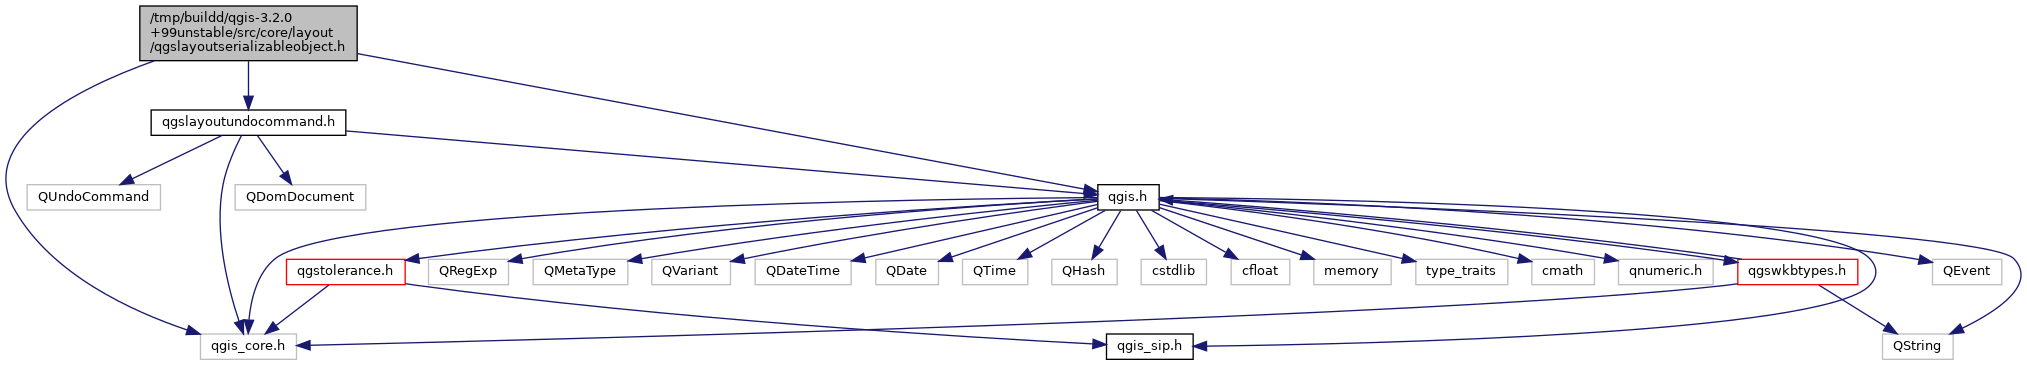 /tmp/buildd/qgis-3.2.0
+99unstable/src/core/layout
/qgslayoutserializableobject.h
qgslayoutundocommand.h
QUndoCommand
QDomDocument
qgis.h
qgstolerance.h
QRegExp
QMetaType
QVariant
QDateTime
QDate
QTime
QHash
cstdlib
cfloat
memory
type_traits
cmath
qnumeric.h
qgswkbtypes.h
QEvent
qgis_core.h
qgis_sip.h
QString